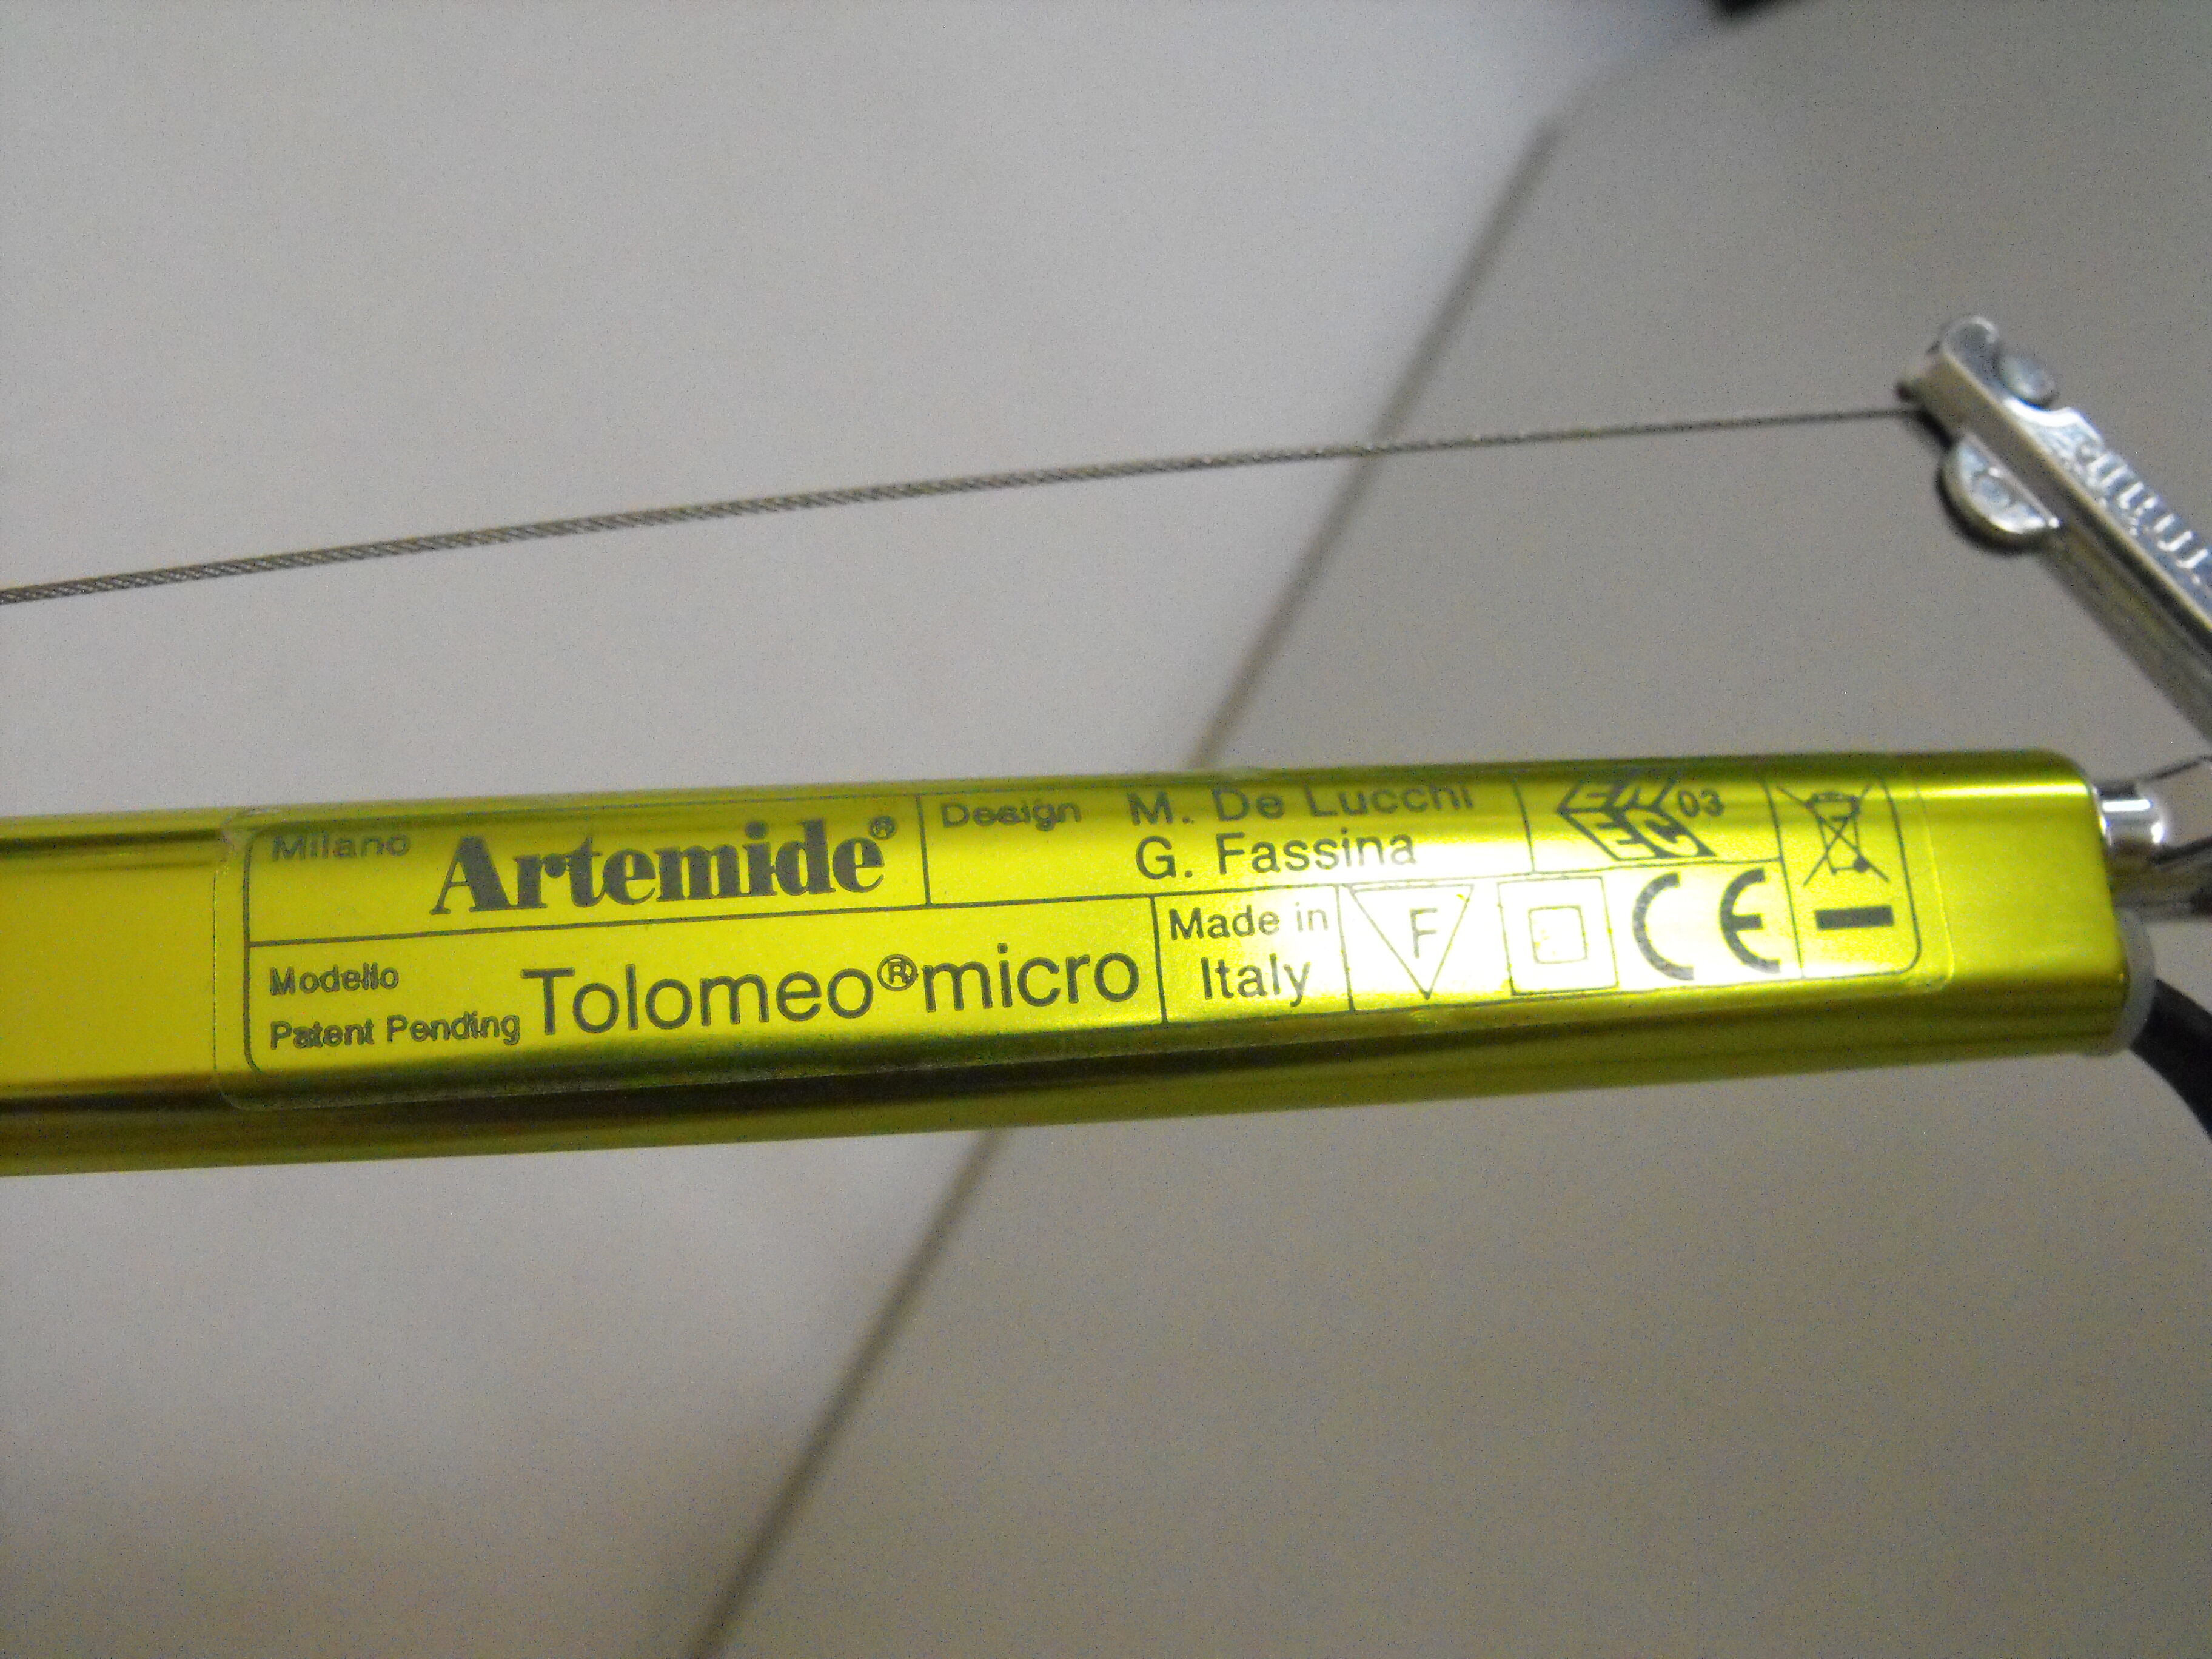 Milano Artemide®
Design M. De Lucchi
G. Fassina
03
Modello
Patent Pending Tolomeo®micro
Made in
Italy
F
CE